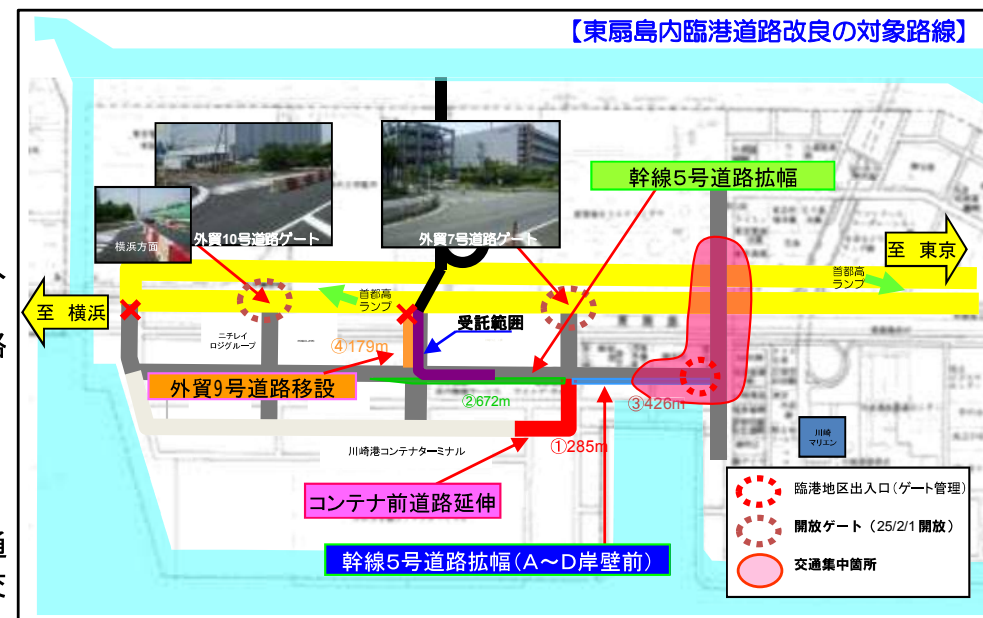 【東扇島内臨港道路改良の対象路線】
幹線5号道路拡幅
横浜方面
外貿10号道路ゲート
外貿7号道路ゲート
至 東京
首都高
ランプ
首都高
ランプ
至 横浜
受託範囲
ニチレイ
ロジグループ
④179m
外貿9号道路移設
②672m
③426m
①285m
川崎港コンテナターミナル
川崎
マリエン
コンテナ前道路延伸
幹線5号道路拡幅(A～D岸壁前)
臨港地区出入口(ゲート管理)
開放ゲート（25/2/1開放）
交通集中箇所
路
通